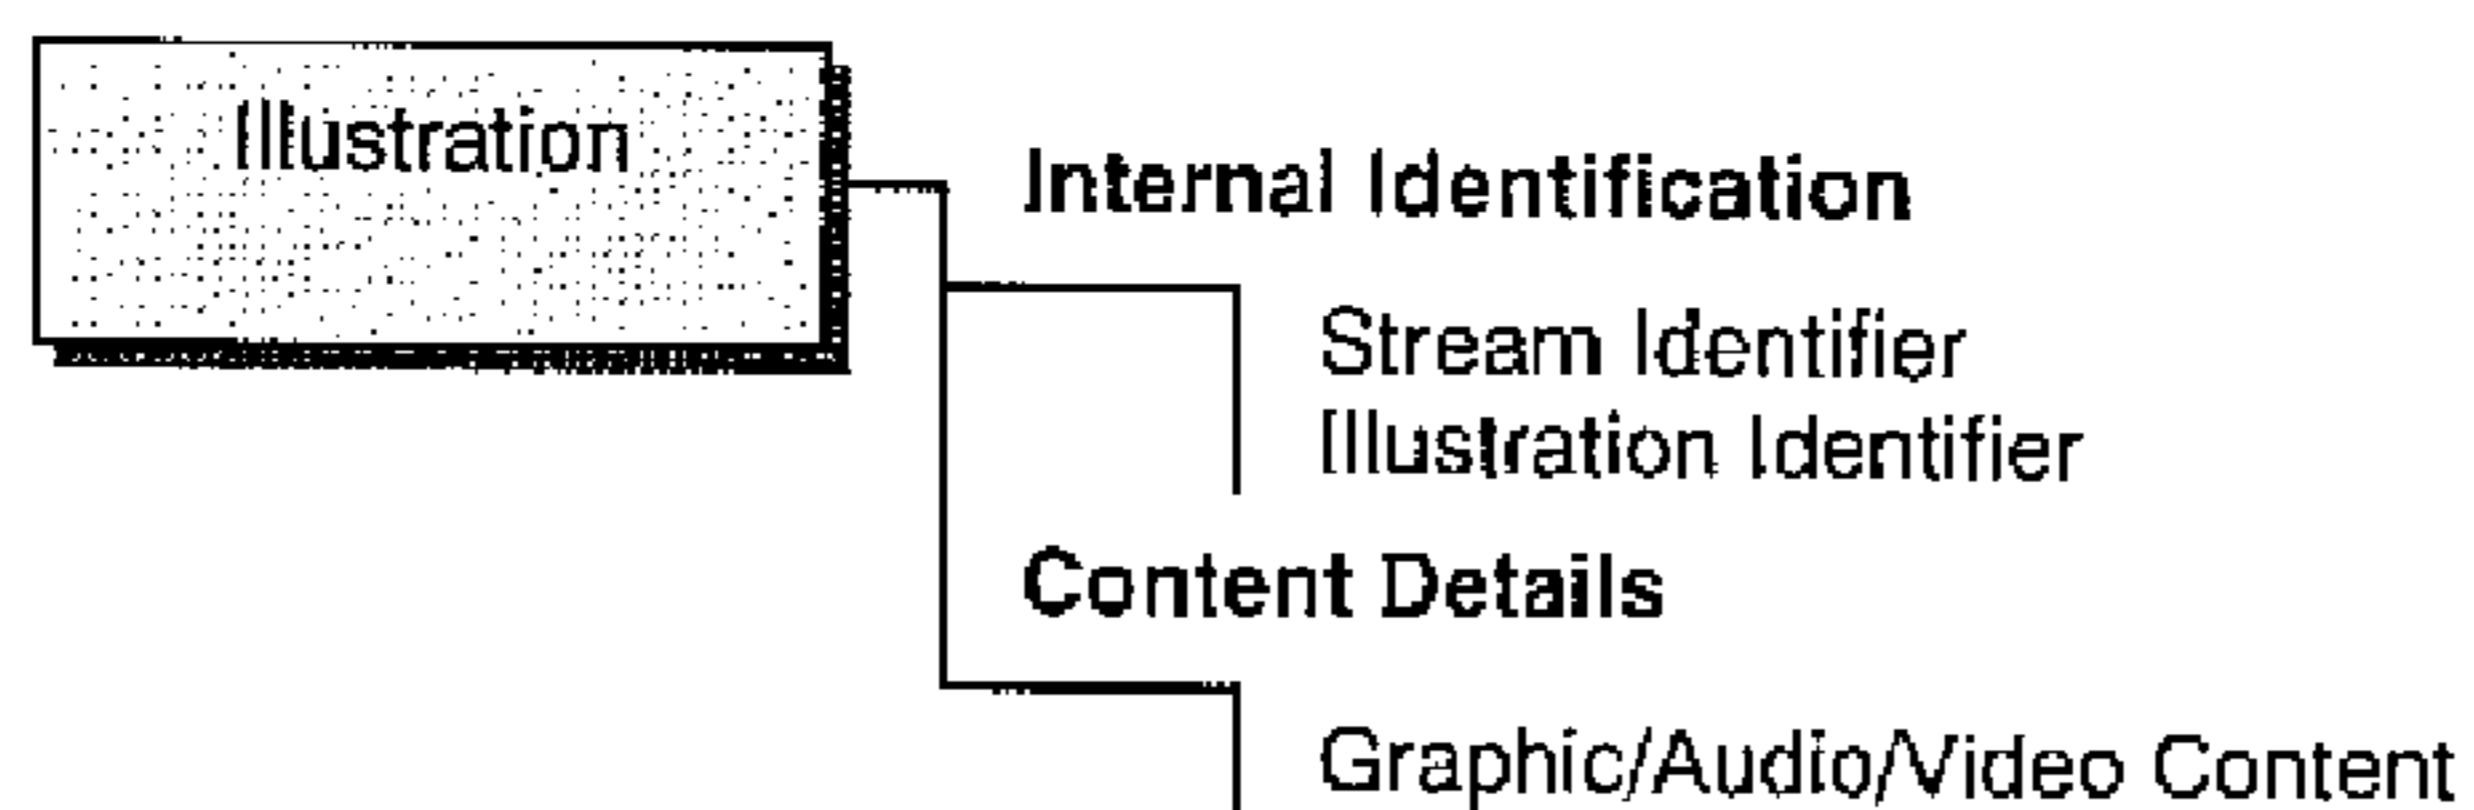 Illustration
Internal Identification
Stream Identifier
Illustration Identifier
Content Details
Graphic/Audio/Video Content